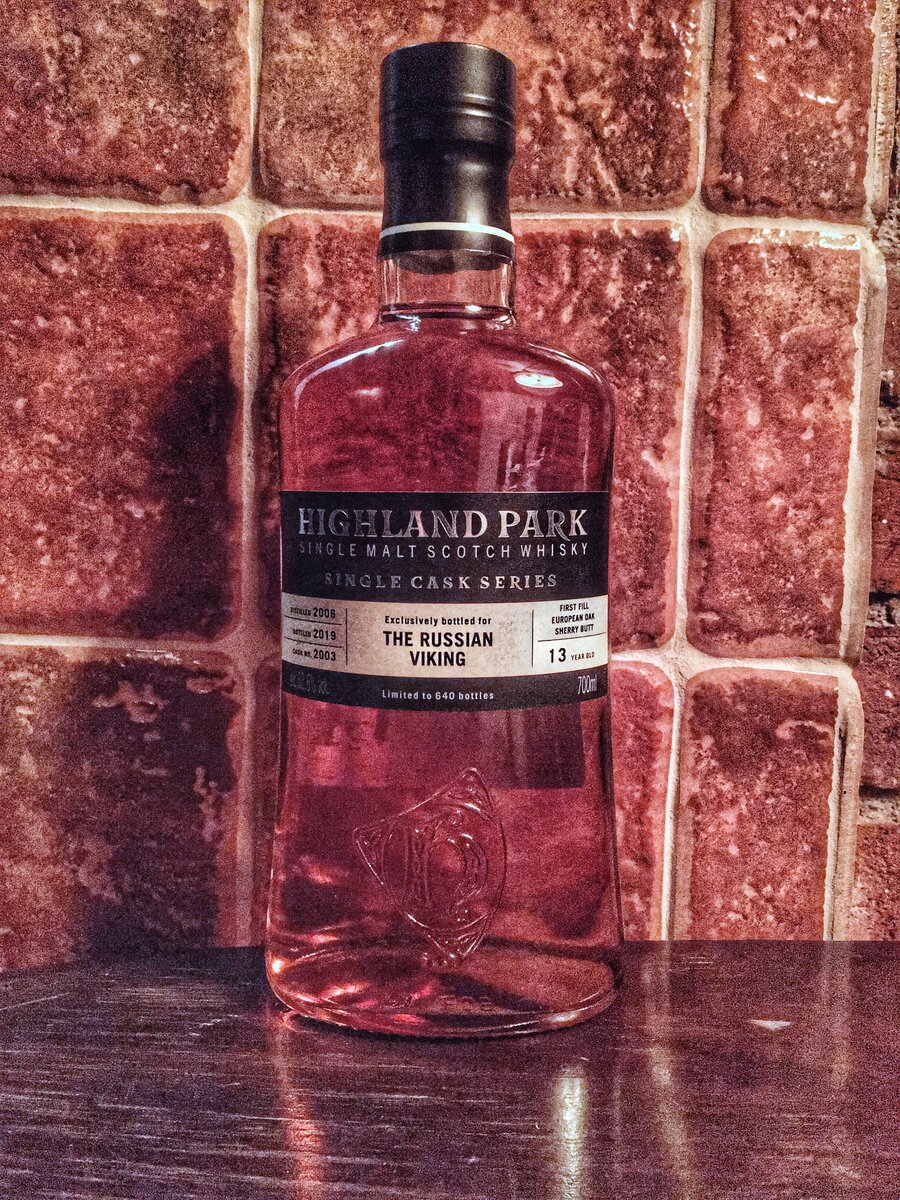 HIGHLAND PARK
SINGLE MALT SCOTCH WHISKY
SINGLE CASK SERIES
DISTILLED 2006
BOTTLED 2019
CASK NO. 2003
Exclusively bottled for
THE RUSSIAN
VIKING
FIRST FILL
EUROPEAN OAK
SHERRY BUTT
13 YEAR OLD
Limited to 640 bottles
700ml